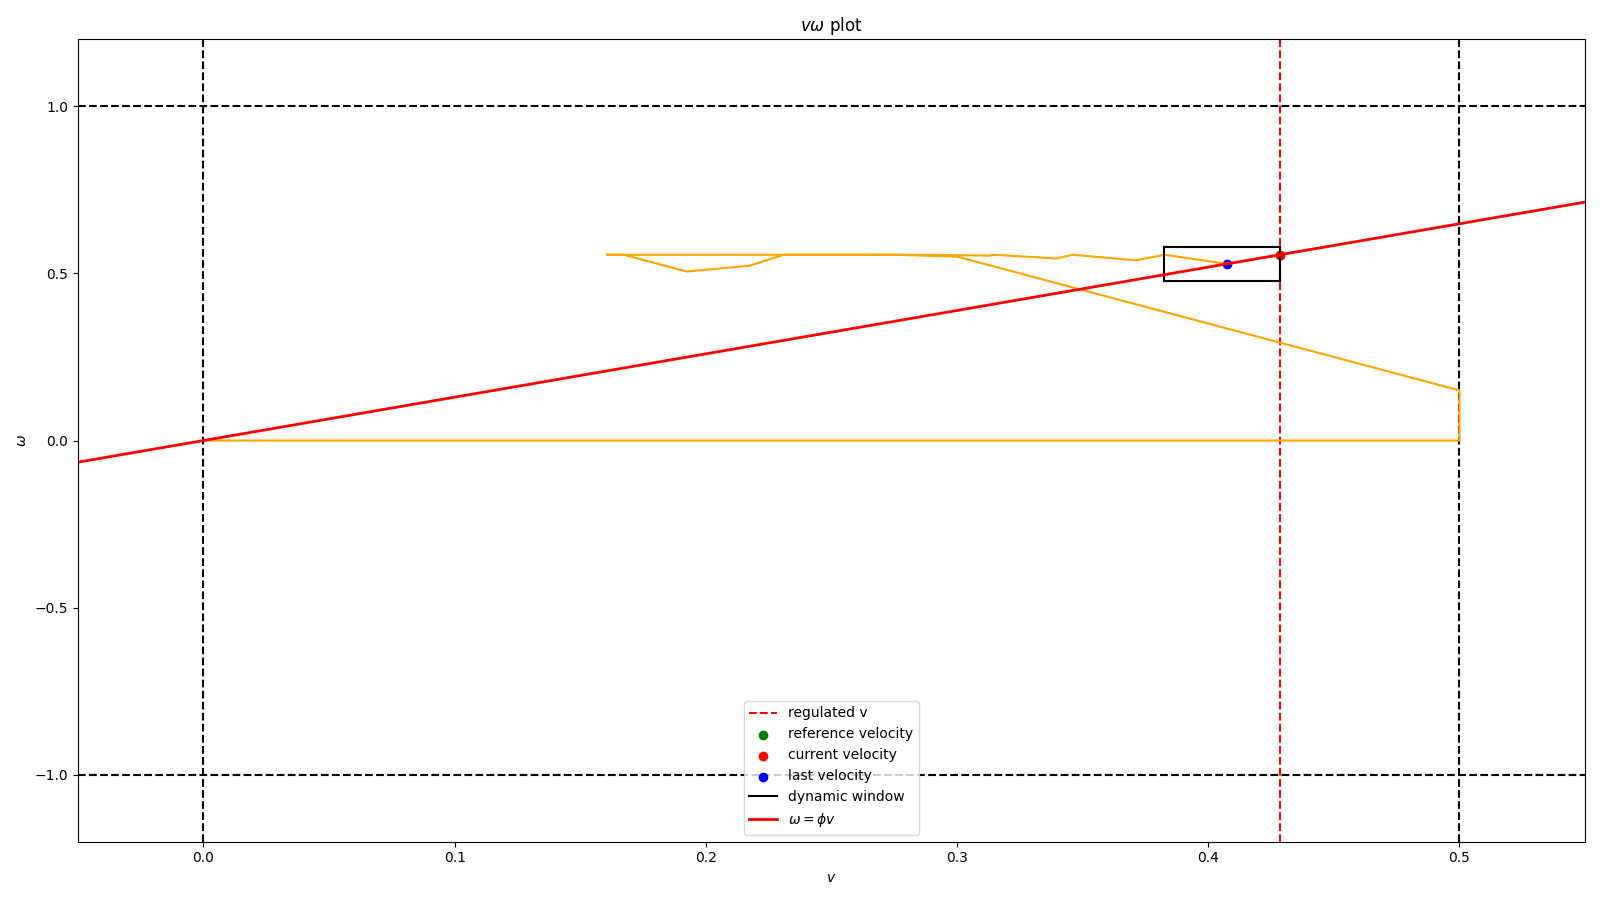 vω plot
1.0
0.5
0.0
−0.5
−1.0
ω
regulated v
reference velocity
current velocity
last velocity
dynamic window
ω = ϕv
0.0 0.1 0.2 0.3 0.4 0.5
v